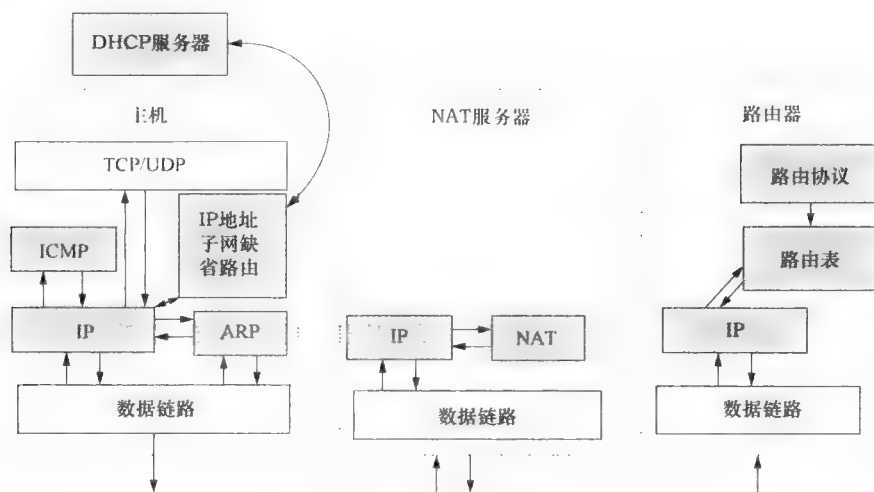 DHCP服务器
主机
NAT服务器
路由器
TCP/UDP
路由协议
IP地址
子网缺
省路由
ICMP
路由表
IP
ARP
IP
NAT
IP
数据链路
数据链路
数据链路